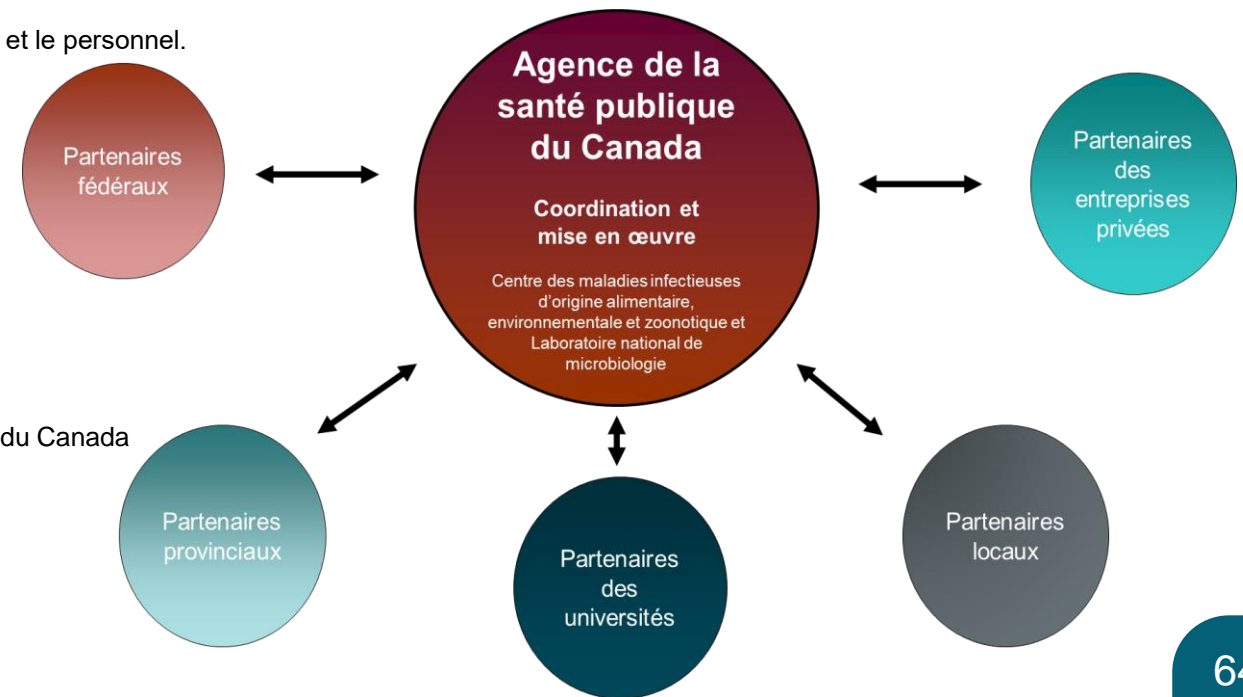 et le personnel.
Agence de la
santé publique
du Canada
Coordination et
mise en œuvre
Centre des maladies infectieuses
d'origine alimentaire,
environnementale et zoonotique et
Laboratoire national de
microbiologie
Partenaires
fédéraux
Partenaires
des
entreprises
privées
du Canada
Partenaires
provinciaux
Partenaires
des
universités
Partenaires
locaux
64